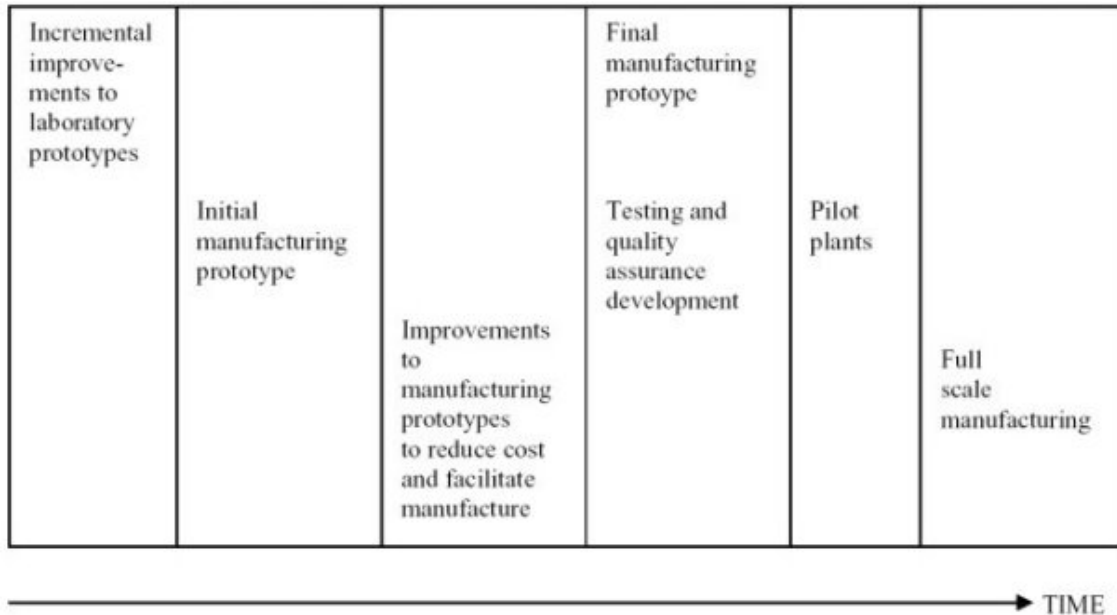 Incremental
improve-
ments to
laboratory
prototypes
Initial
manufacturing
prototype
Improvements
to
manufacturing
prototypes
to reduce cost
and facilitate
manufacture
Final
manufacturing
protoype
Testing and
quality
assurance
development
Pilot
plants
Full
scale
manufacturing
TIME